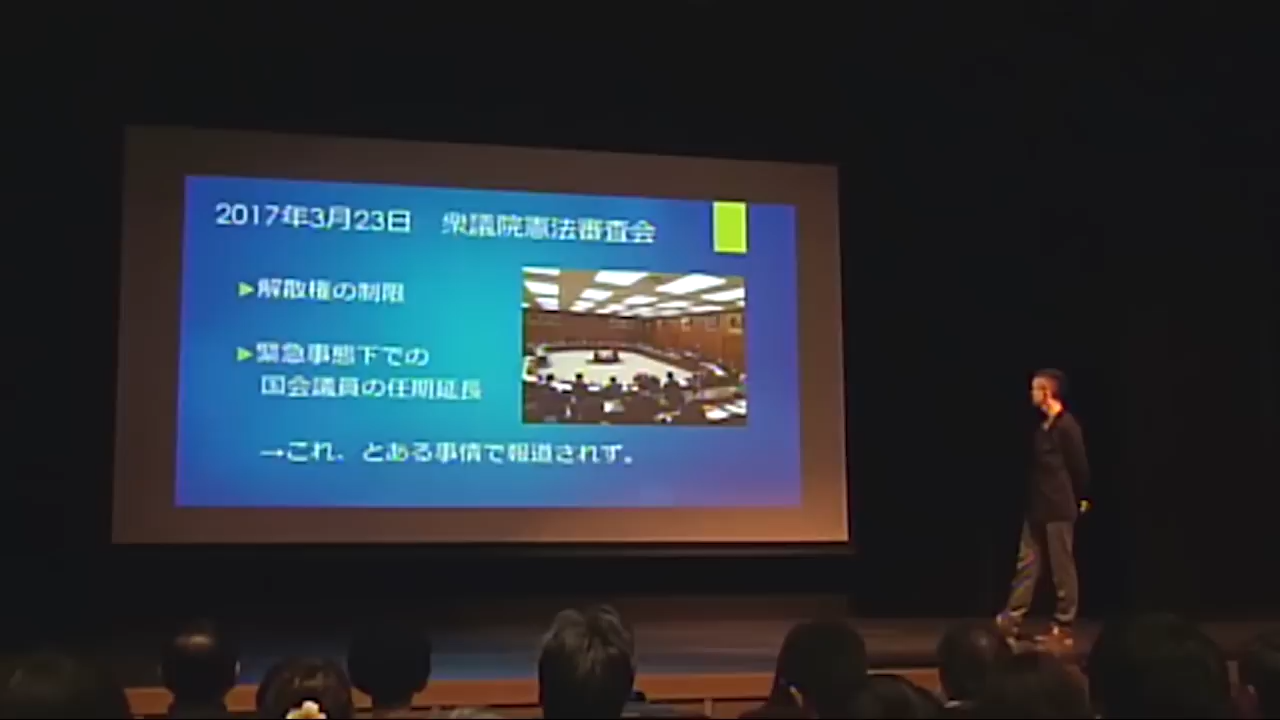 2017年3月23日　衆議院憲法審査会
▶解散権の制限
▶緊急事態下での
国会議員の任期延長
→これ、とある事情で報道されず。